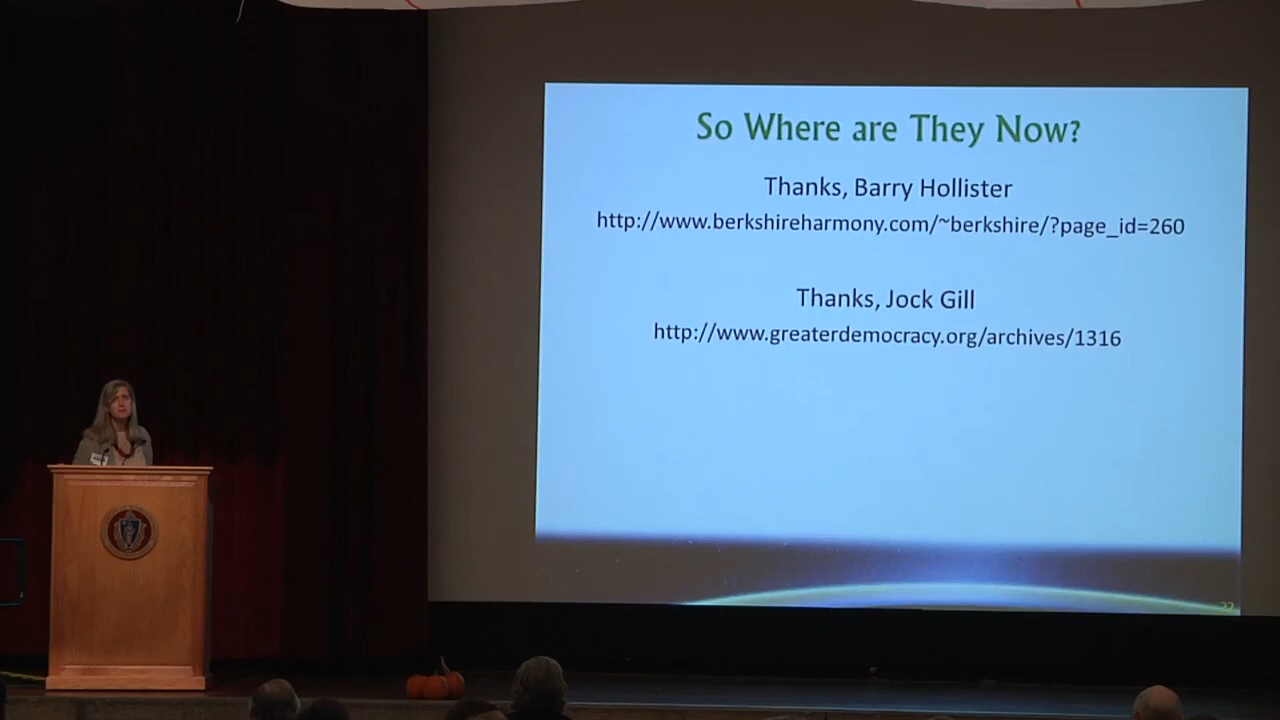 So Where are They Now?
Thanks, Barry Hollister
http://www.berkshireharmony.com/~berkshire/?page_id=260
Thanks, Jock Gill
http://www.greaterdemocracy.org/archives/1316
22